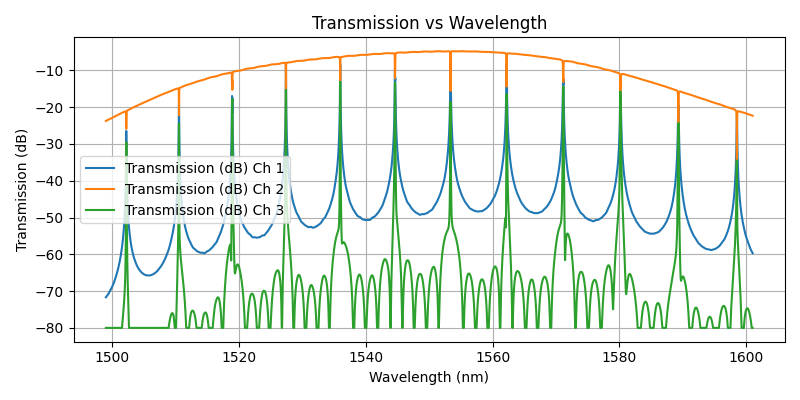 Transmission vs Wavelength
Transmission (dB)
−10
−20
−30
−40
−50
−60
−70
−80
Transmission (dB) Ch 1
Transmission (dB) Ch 2
Transmission (dB) Ch 3
1500
1520
1540
1560
1580
1600
Wavelength (nm)